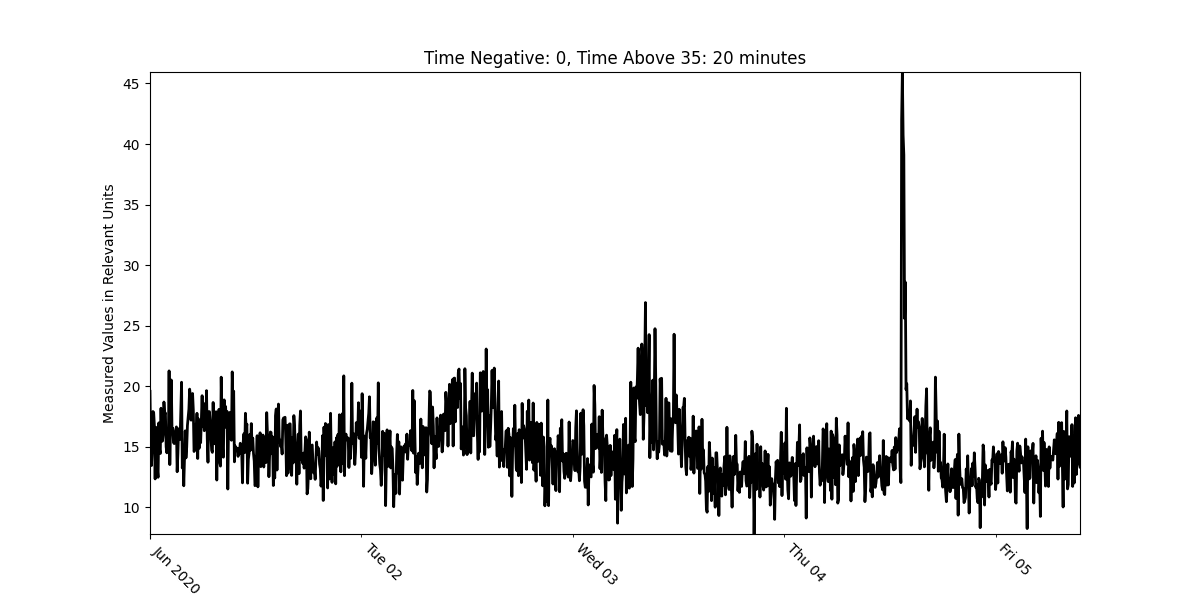 Time Negative: 0, Time Above 35: 20 minutes
Measured Values in Relevant Units
45
40
35
30
25
20
15
10
Jun 2020
Tue 02
Wed 03
Thu 04
Fri 05